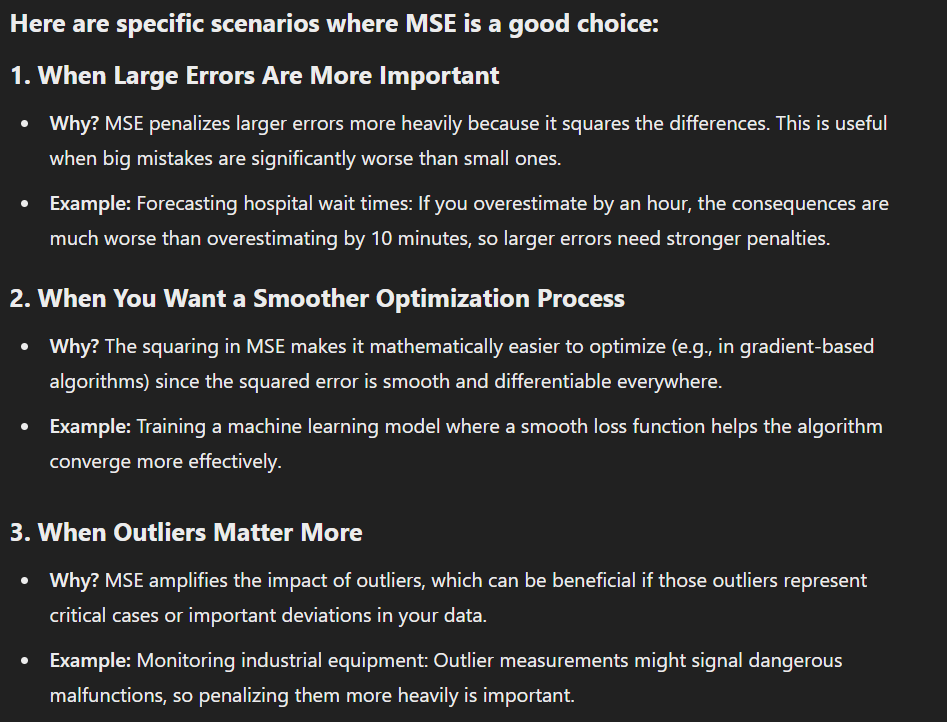 Here are specific scenarios where MSE is a good choice:
1. When Large Errors Are More Important
• Why? MSE penalizes larger errors more heavily because it squares the differences. This is useful
when big mistakes are significantly worse than small ones.
• Example: Forecasting hospital wait times: If you overestimate by an hour, the consequences are
much worse than overestimating by 10 minutes, so larger errors need stronger penalties.
2. When You Want a Smoother Optimization Process
• Why? The squaring in MSE makes it mathematically easier to optimize (e.g., in gradient-based
algorithms) since the squared error is smooth and differentiable everywhere.
• Example: Training a machine learning model where a smooth loss function helps the algorithm
converge more effectively.
3. When Outliers Matter More
• Why? MSE amplifies the impact of outliers, which can be beneficial if those outliers represent
critical cases or important deviations in your data.
• Example: Monitoring industrial equipment: Outlier measurements might signal dangerous
malfunctions, so penalizing them more heavily is important.